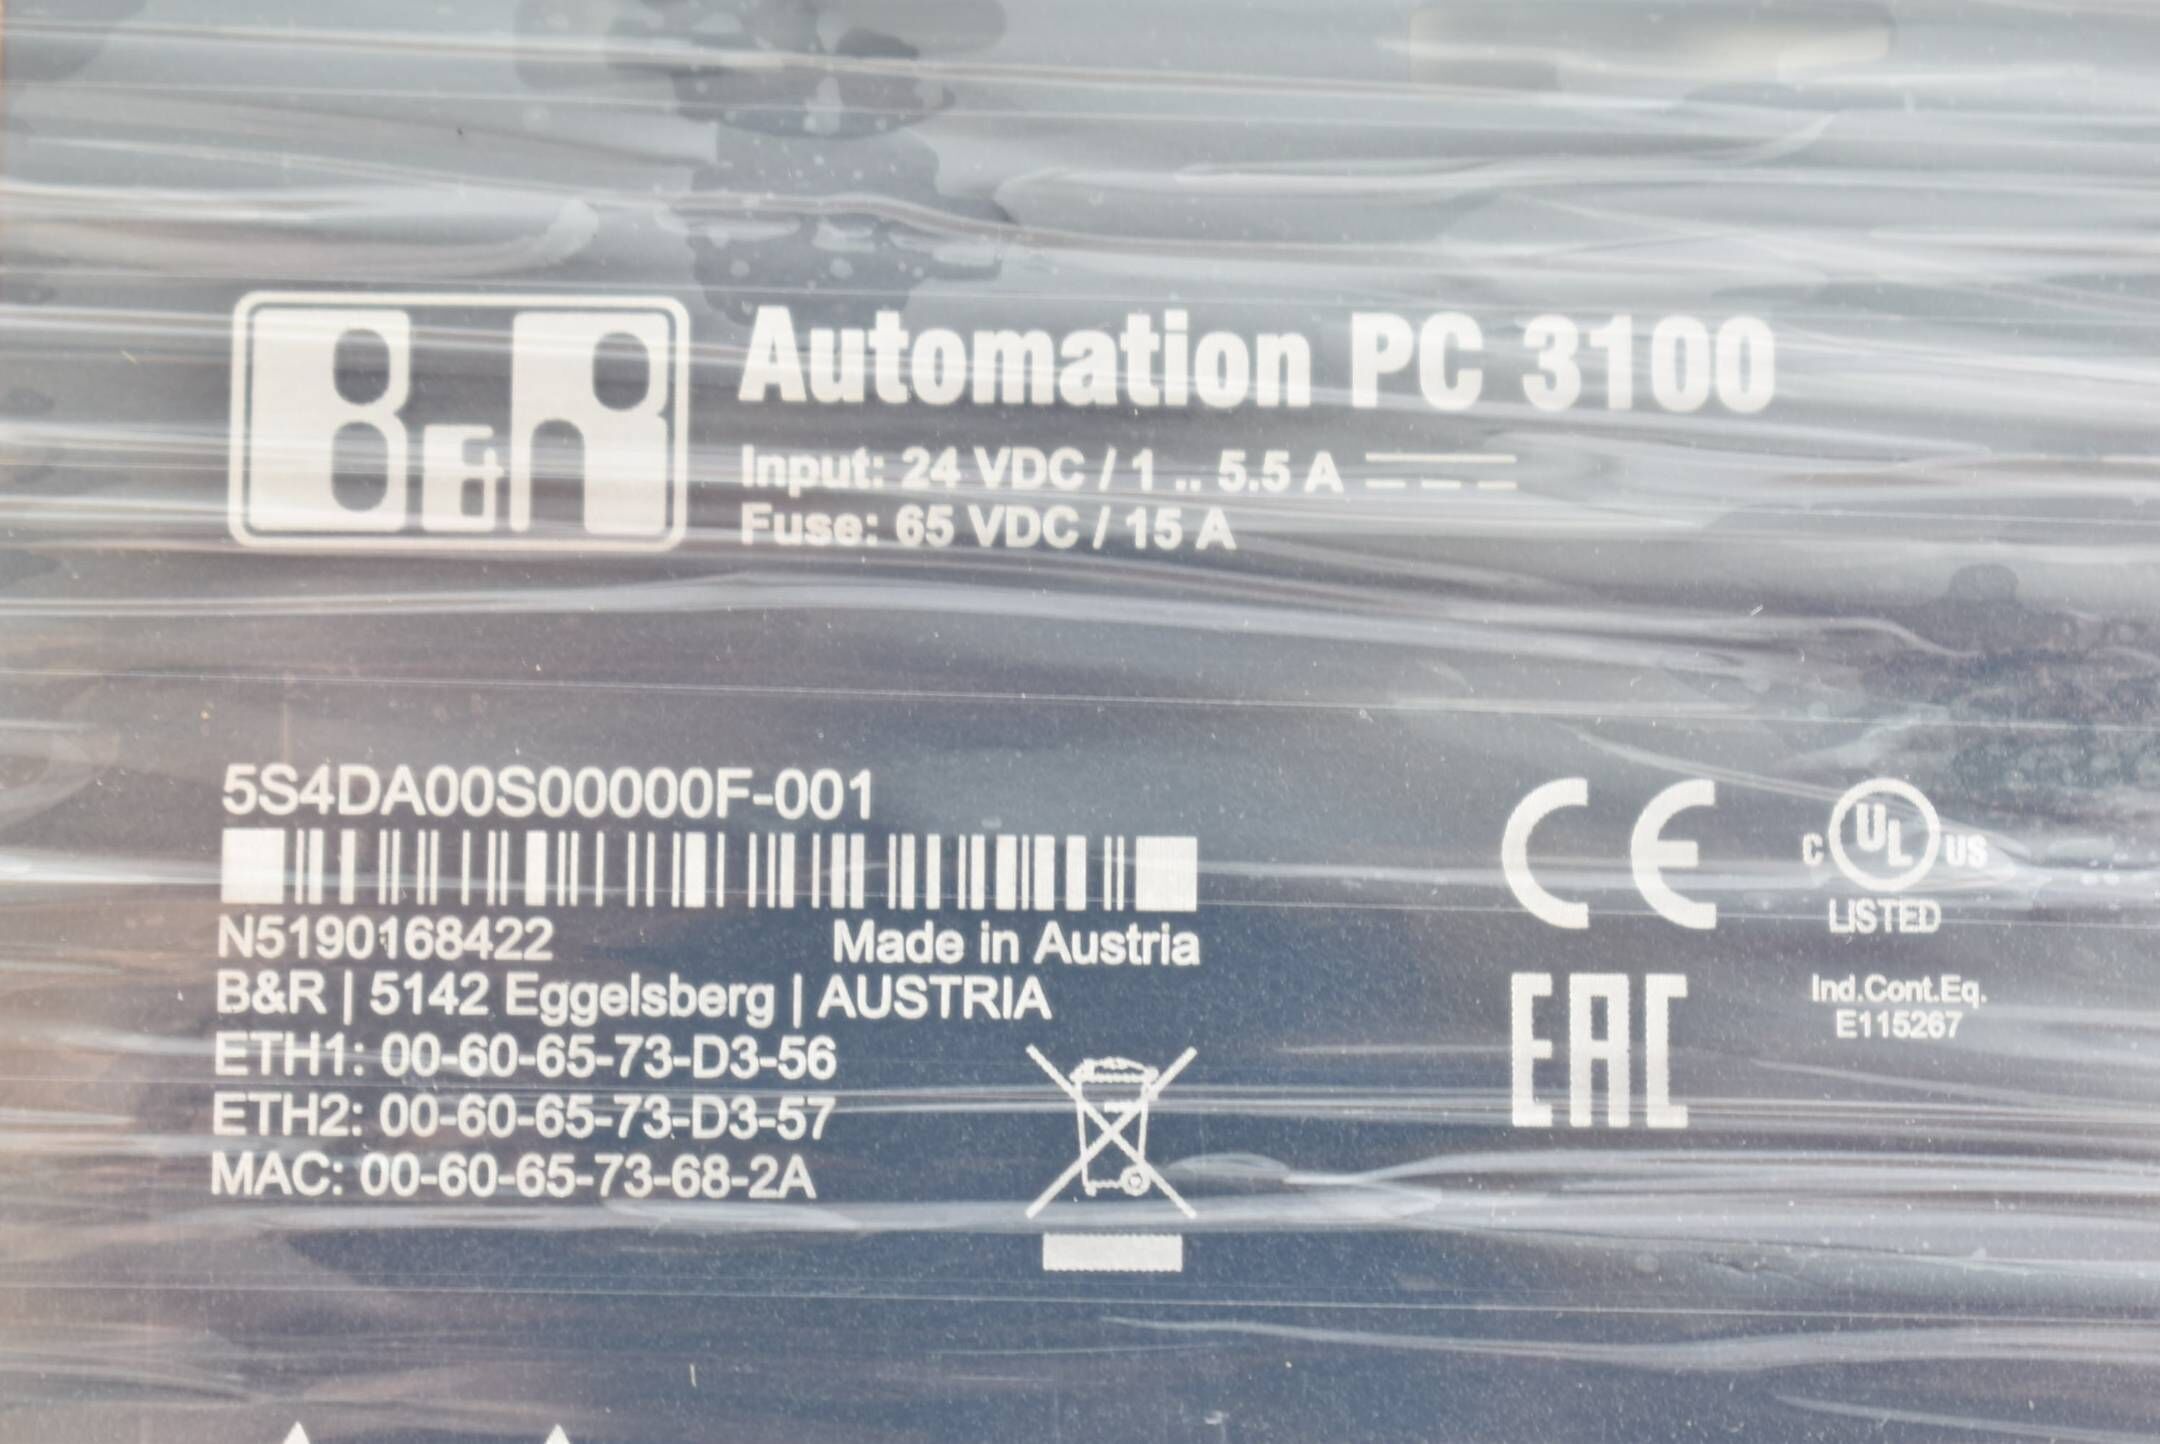 B&R
Automation PC 3100
Input: 24 VDC / 1 .. 5.5 A
Fuse: 65 VDC / 15 A
5S4DA00S00000F-001
N5190168422 Made in Austria
B&R | 5142 Eggelsberg | AUSTRIA
ETH1: 00-60-65-73-D3-56
ETH2: 00-60-65-73-D3-57
MAC: 00-60-65-73-68-2A
CE
C UL US
LISTED
Ind.Cont.Eq.
E115267
EAC